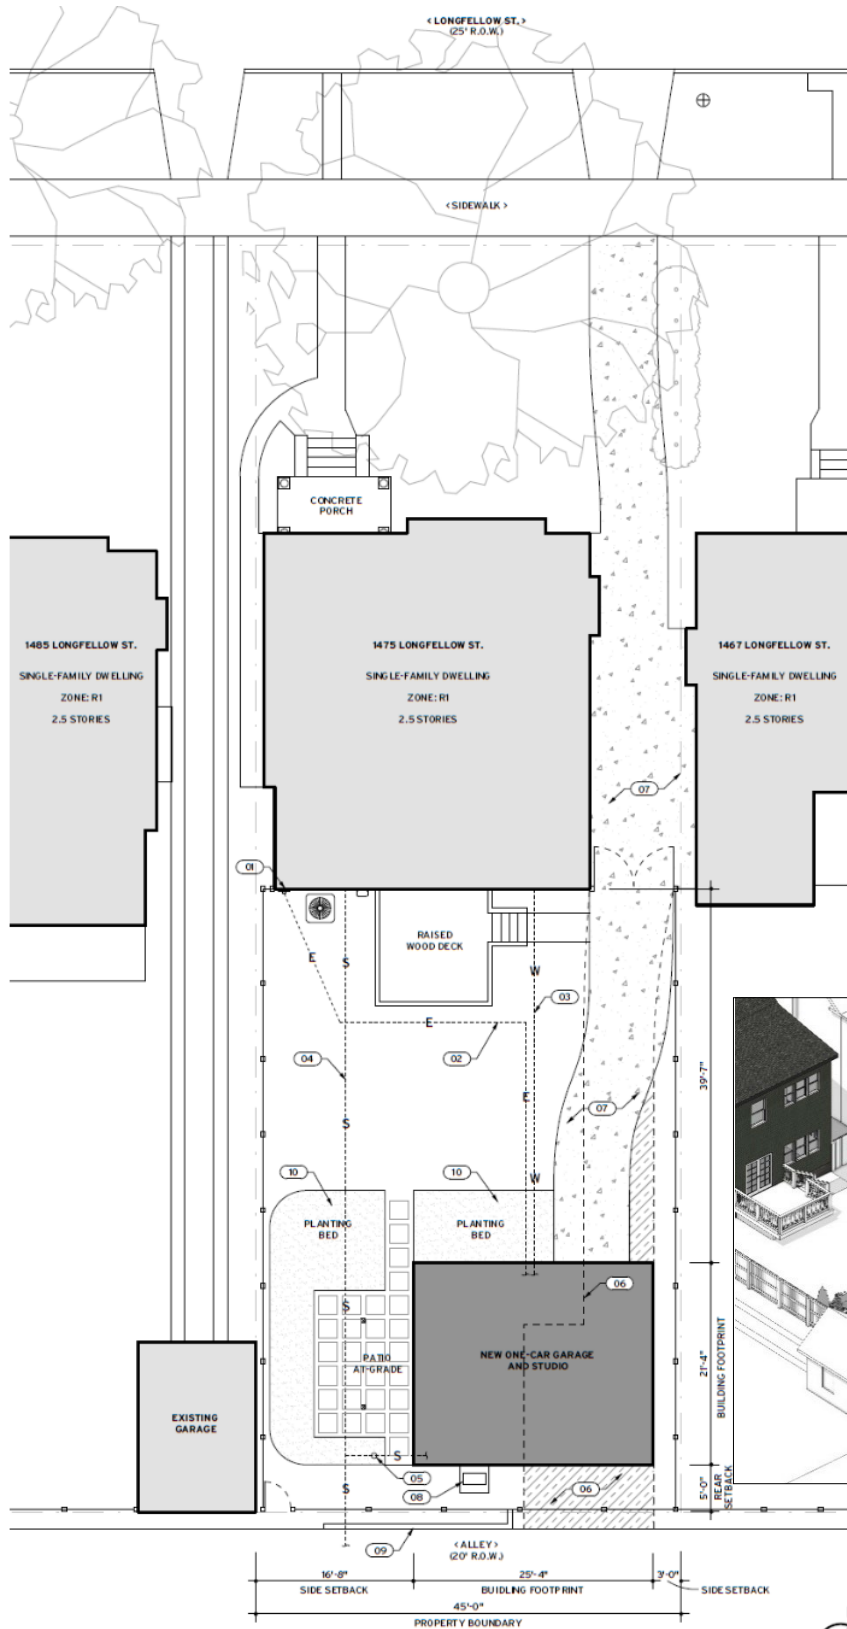 < LONGFELLOW ST. >
(25' R.O.W.)
< SIDEWALK >
CONCRETE
PORCH
1485 LONGFELLOW ST.
SINGLE-FAMILY DWELLING
ZONE: R1
2.5 STORIES
1475 LONGFELLOW ST.
SINGLE-FAMILY DWELLING
ZONE: R1
2.5 STORIES
1467 LONGFELLOW ST.
SINGLE-FAMILY DWELLING
ZONE: R1
2.5 STORIES
07
01
RAISED
WOOD DECK
E
S
W
03
E
02
04
39'-7"
E
07
S
10
10
W
PLANTING
BED
PLANTING
BED
06
S
PATIO
AT-GRADE
NEW ONE-CAR GARAGE
AND STUDIO
21'-4"
BUILDING FOOTPRINT
EXISTING
GARAGE
S
05
S
08
06
5'-0"
REAR
SETBACK
09
< ALLEY >
(20' R.O.W.)
16'-8"
25'-4"
3'-0"
SIDE SETBACK
BUIDLING FOOTPRINT
SIDE SETBACK
45'-0"
PROPERTY BOUNDARY